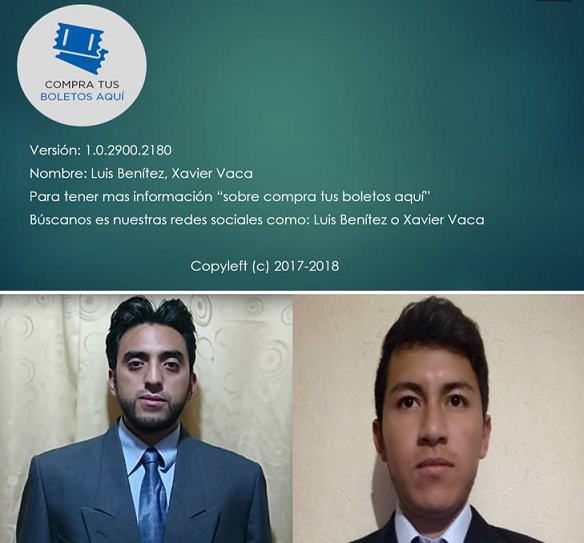 COMPRA TUS
BOLETOS AQUÍ
Versión: 1.0.2900.2180
Nombre: Luis Benítez, Xavier Vaca
Para tener mas información “sobre compra tus boletos aquí”
Búscanos es nuestras redes sociales como: Luis Benítez o Xavier Vaca
Copyleft (c) 2017-2018